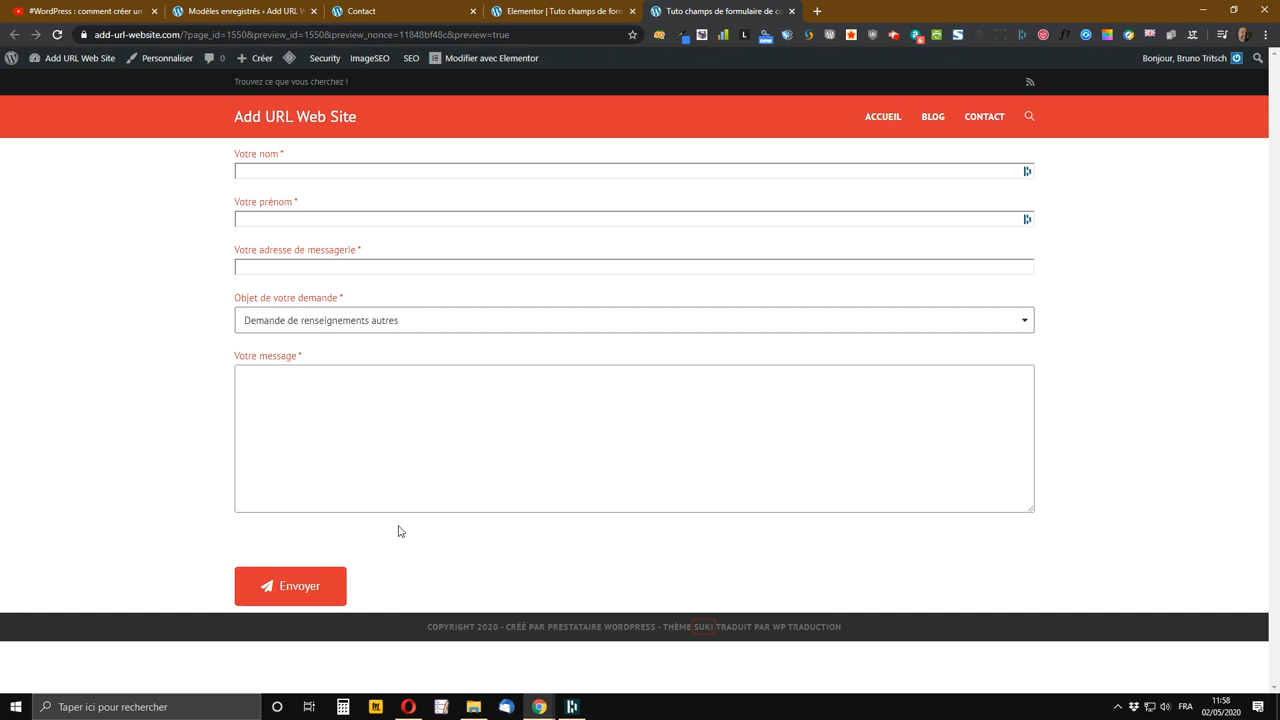 #WordPress : comment créer un
Modèles enregistrés ‹ Add URL W
Contact
Elementor | Tuto champs de form
Tuto champs de formulaire de co
add-url-website.com/?page_id=1550&preview_id=1550&preview_nonce=11848bf48c&preview=true
Add URL Web Site
Personnaliser
0
Créer
Security
ImageSEO
SEO
Modifier avec Elementor
Bonjour, Bruno Tritsch
Trouvez ce que vous cherchez !
Add URL Web Site
ACCUEIL
BLOG
CONTACT
Votre nom *
Votre prénom *
Votre adresse de messagerie *
Objet de votre demande *
Demande de renseignements autres
Votre message *
Envoyer
COPYRIGHT 2020 - CRÉÉ PAR PRESTATAIRE WORDPRESS - THÈME SUKI TRADUIT PAR WP TRADUCTION
Taper ici pour rechercher
FRA
11:58
02/05/2020